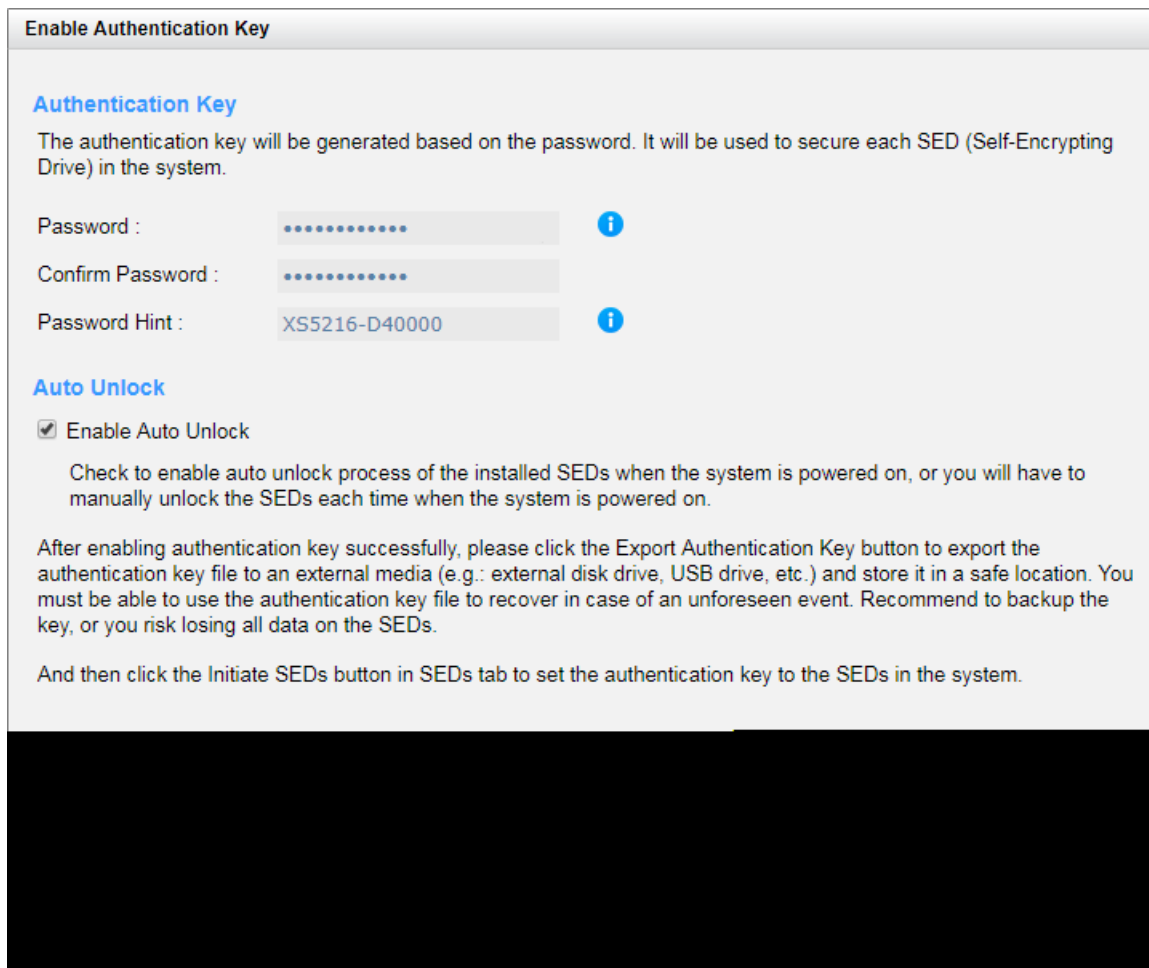 Enable Authentication Key
Authentication Key
The authentication key will be generated based on the password. It will be used to secure each SED (Self-Encrypting
Drive) in the system.
Password : ••••••••••••
Confirm Password : ••••••••••••
Password Hint : XS5216-D40000
Auto Unlock
Enable Auto Unlock
Check to enable auto unlock process of the installed SEDs when the system is powered on, or you will have to
manually unlock the SEDs each time when the system is powered on.
After enabling authentication key successfully, please click the Export Authentication Key button to export the
authentication key file to an external media (e.g.: external disk drive, USB drive, etc.) and store it in a safe location. You
must be able to use the authentication key file to recover in case of an unforeseen event. Recommend to backup the
key, or you risk losing all data on the SEDs.
And then click the Initiate SEDs button in SEDs tab to set the authentication key to the SEDs in the system.